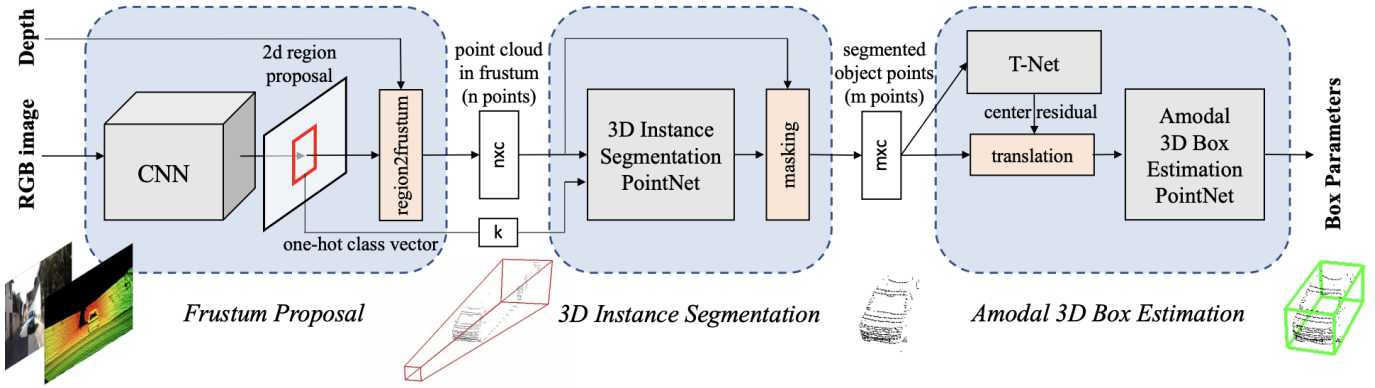 Depth
RGB image
CNN
2d region
proposal
region2frustum
one-hot class vector
Frustum Proposal
point cloud
in frustum
(n points)
nxc
k
3D Instance
Segmentation
PointNet
masking
3D Instance Segmentation
segmented
object points
(m points)
mxc
T-Net
center residual
translation
Amodal
3D Box
Estimation
PointNet
Amodal 3D Box Estimation
Box Parameters